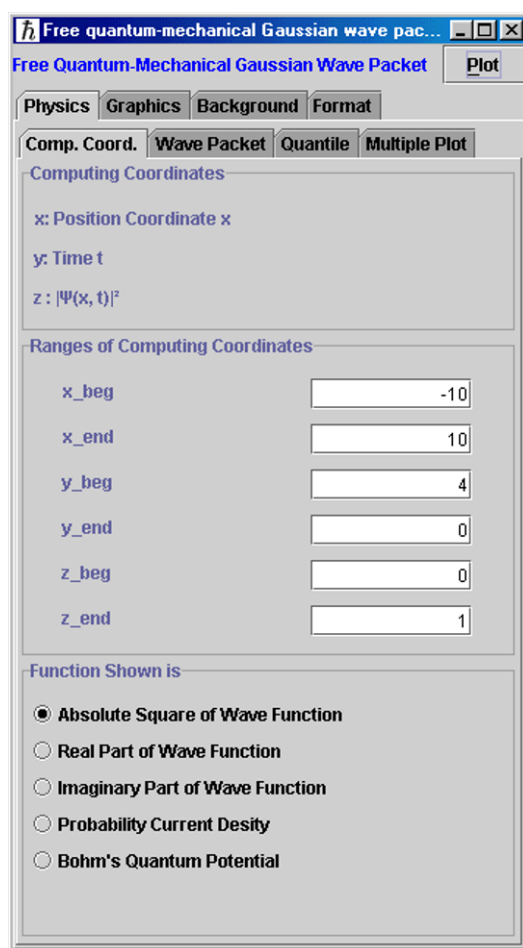 ħ Free quantum-mechanical Gaussian wave pac...
Free Quantum-Mechanical Gaussian Wave Packet Plot
Physics Graphics Background Format
Comp. Coord. Wave Packet Quantile Multiple Plot
Computing Coordinates
x: Position Coordinate x
y: Time t
z : |Ψ(x, t)|²
Ranges of Computing Coordinates
x_beg -10
x_end 10
y_beg 4
y_end 0
z_beg 0
z_end 1
Function Shown is
Absolute Square of Wave Function
Real Part of Wave Function
Imaginary Part of Wave Function
Probability Current Desity
Bohm's Quantum Potential